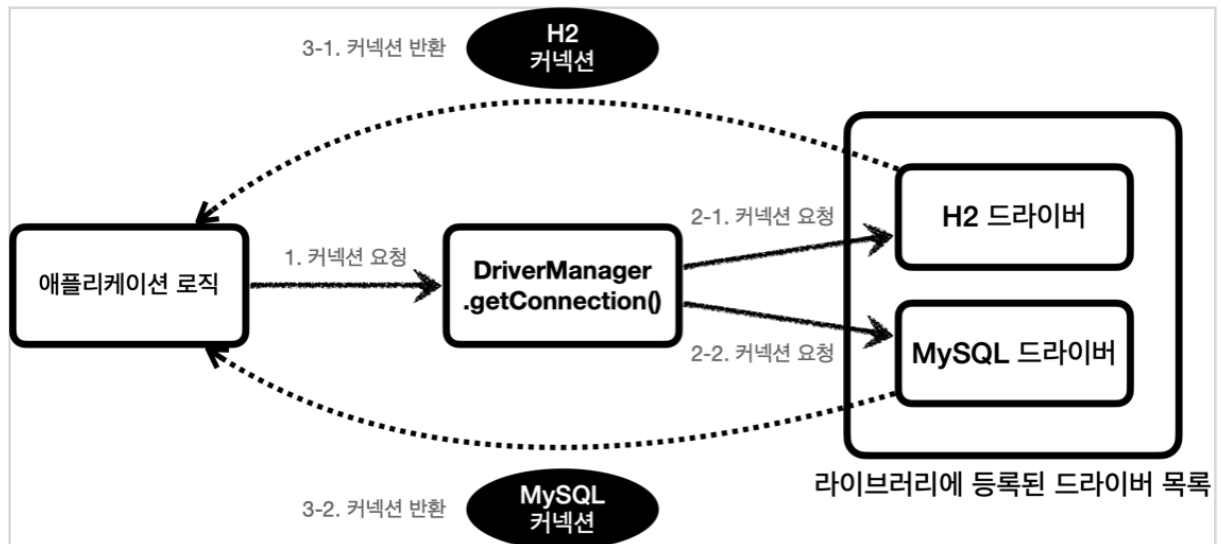 3-1. 커넥션 반환
H2
커넥션
H2 드라이버
2-1. 커넥션 요청
1. 커넥션 요청
애플리케이션 로직
DriverManager
.getConnection()
2-2. 커넥션 요청
MySQL 드라이버
라이브러리에 등록된 드라이버 목록
3-2. 커넥션 반환
MySQL
커넥션